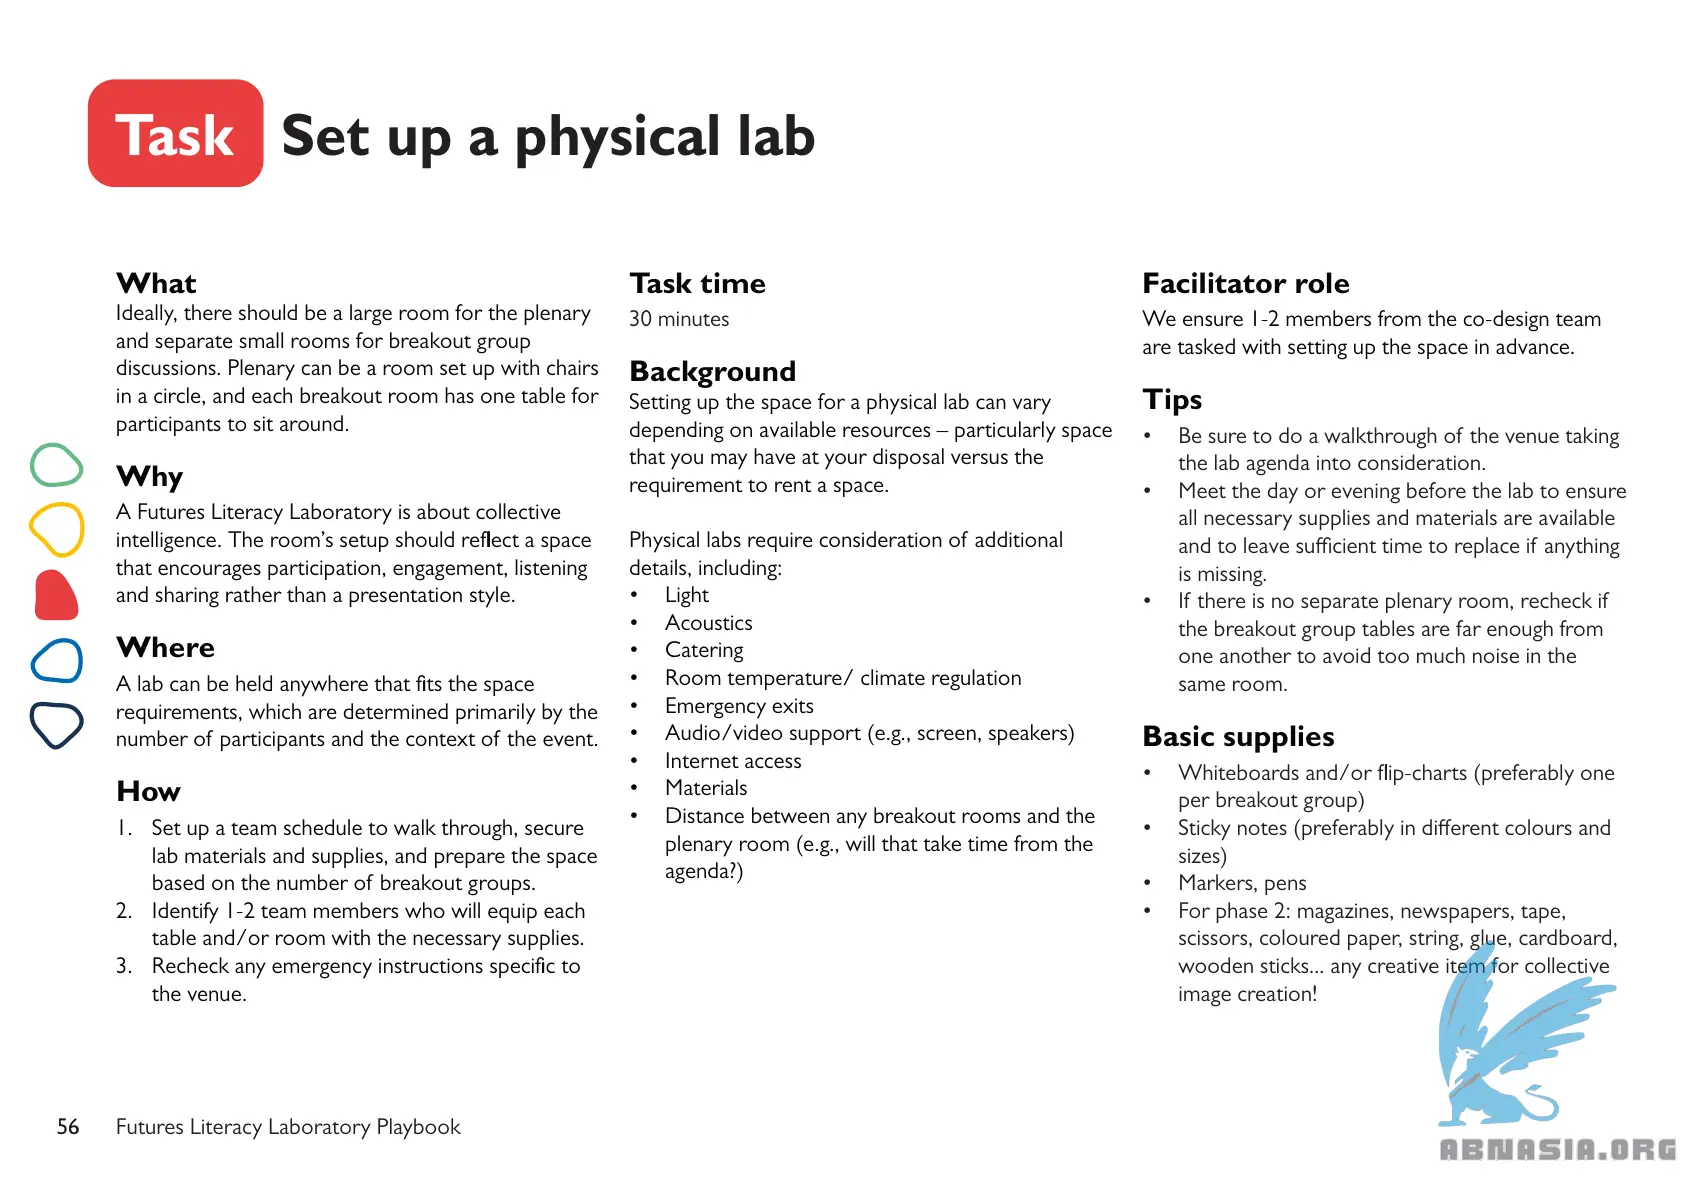 Task Set up a physical lab
What
Ideally, there should be a large room for the plenary
and separate small rooms for breakout group
discussions. Plenary can be a room set up with chairs
in a circle, and each breakout room has one table for
participants to sit around.
Why
A Futures Literacy Laboratory is about collective
intelligence. The room’s setup should reflect a space
that encourages participation, engagement, listening
and sharing rather than a presentation style.
Where
A lab can be held anywhere that fits the space
requirements, which are determined primarily by the
number of participants and the context of the event.
How
1. Set up a team schedule to walk through, secure
lab materials and supplies, and prepare the space
based on the number of breakout groups.
2. Identify 1-2 team members who will equip each
table and/or room with the necessary supplies.
3. Recheck any emergency instructions specific to
the venue.
Task time
30 minutes
Background
Setting up the space for a physical lab can vary
depending on available resources – particularly space
that you may have at your disposal versus the
requirement to rent a space.
Physical labs require consideration of additional
details, including:
• Light
• Acoustics
• Catering
• Room temperature/ climate regulation
• Emergency exits
• Audio/video support (e.g., screen, speakers)
• Internet access
• Materials
• Distance between any breakout rooms and the
plenary room (e.g., will that take time from the
agenda?)
Facilitator role
We ensure 1-2 members from the co-design team
are tasked with setting up the space in advance.
Tips
• Be sure to do a walkthrough of the venue taking
the lab agenda into consideration.
• Meet the day or evening before the lab to ensure
all necessary supplies and materials are available
and to leave sufficient time to replace if anything
is missing.
• If there is no separate plenary room, recheck if
the breakout group tables are far enough from
one another to avoid too much noise in the
same room.
Basic supplies
• Whiteboards and/or flip-charts (preferably one
per breakout group)
• Sticky notes (preferably in different colours and
sizes)
• Markers, pens
• For phase 2: magazines, newspapers, tape,
scissors, coloured paper, string, glue, cardboard,
wooden sticks... any creative item for collective
image creation!
56 Futures Literacy Laboratory Playbook
ABNASIA.ORG